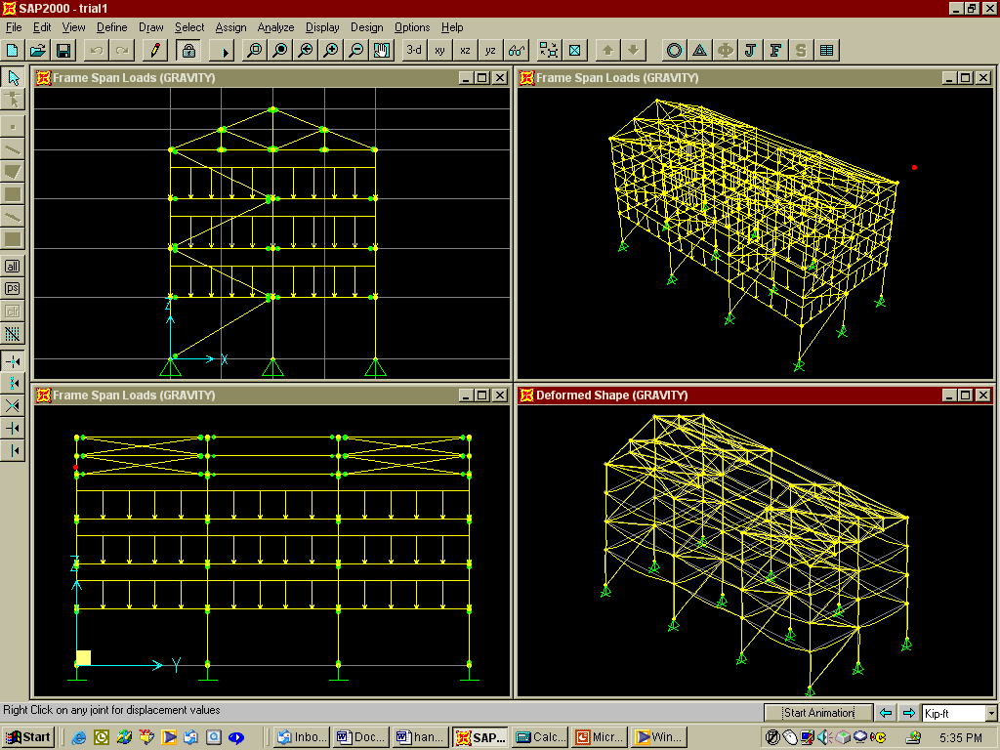 SAP2000 - trial1
File Edit View Define Draw Select Assign Analyze Display Design Options Help
3-d xy xz yz J F S
all
ps
clr
Frame Span Loads (GRAVITY)
Z
X
Frame Span Loads (GRAVITY)
Frame Span Loads (GRAVITY)
Z
Y
Deformed Shape (GRAVITY)
Right Click on any joint for displacement values
Start Animation
Kip-ft
Start
Inbo...
Doc...
han...
SAP...
Calc...
Micr...
Win...
5:35 PM